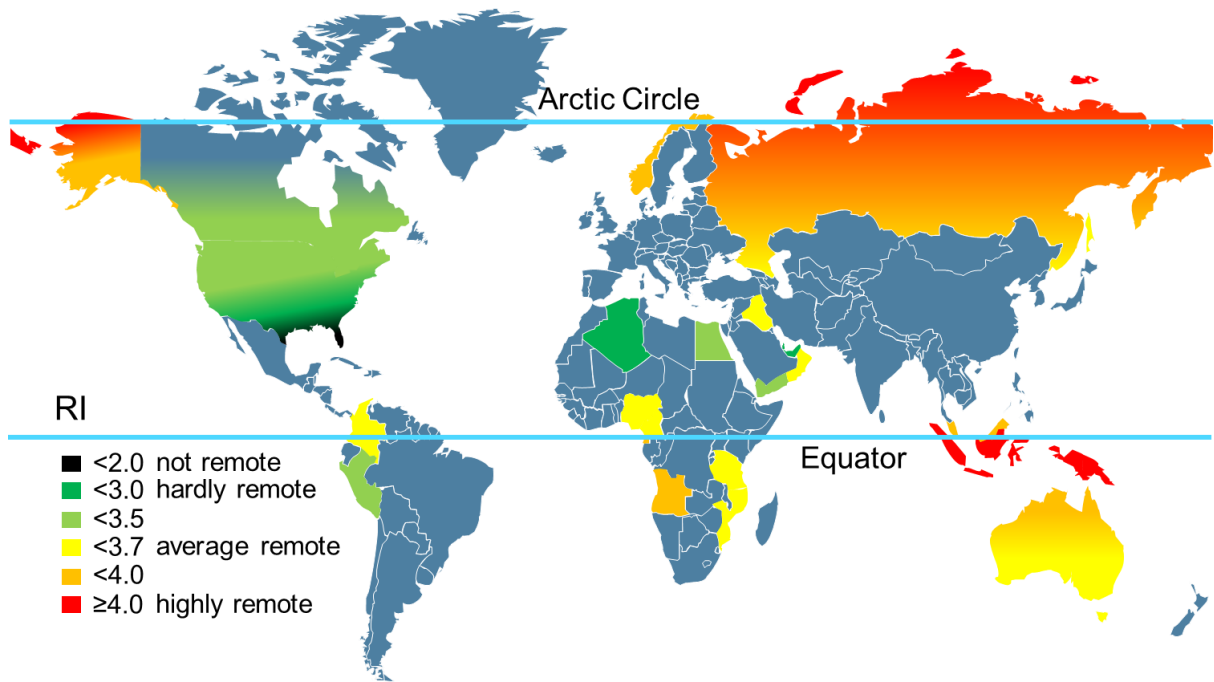 Arctic Circle
RI
Equator
<2.0 not remote
<3.0 hardly remote
<3.5
<3.7 average remote
<4.0
≥4.0 highly remote